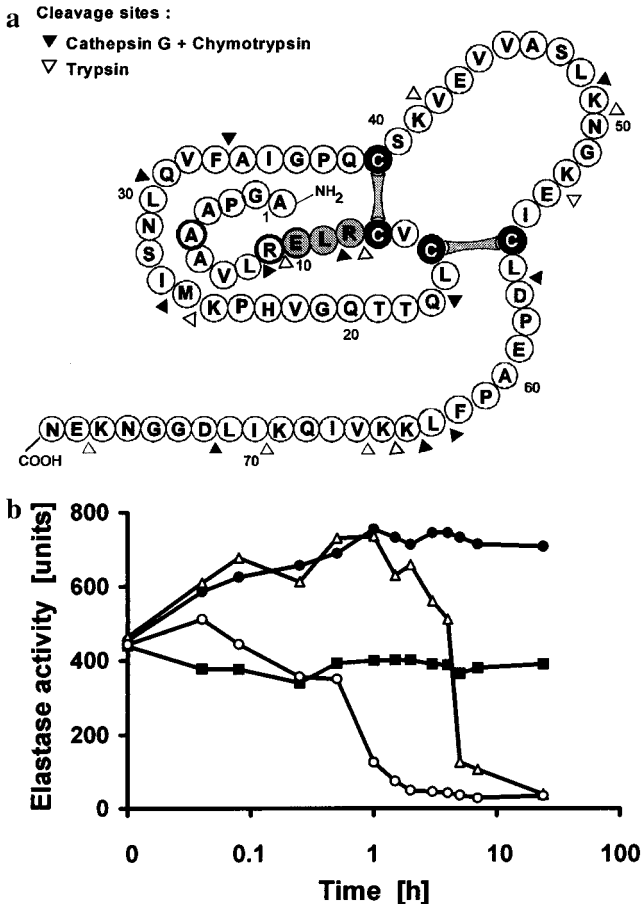 a
Cleavage sites :
▼ Cathepsin G + Chymotrypsin
▽ Trypsin
A G P A A A V L R E L R C V C L Q T T Q G V H P K M I S N L Q V F A I G P Q C S K V E V V A S L K N G K E I C L D P E A P F L K K V I Q K I L D G G N K E N
NH2
1
10
20
30
40
50
60
70
COOH
b
Elastase activity [units]
800
600
400
200
0
0 0.1 1 10 100
Time [h]